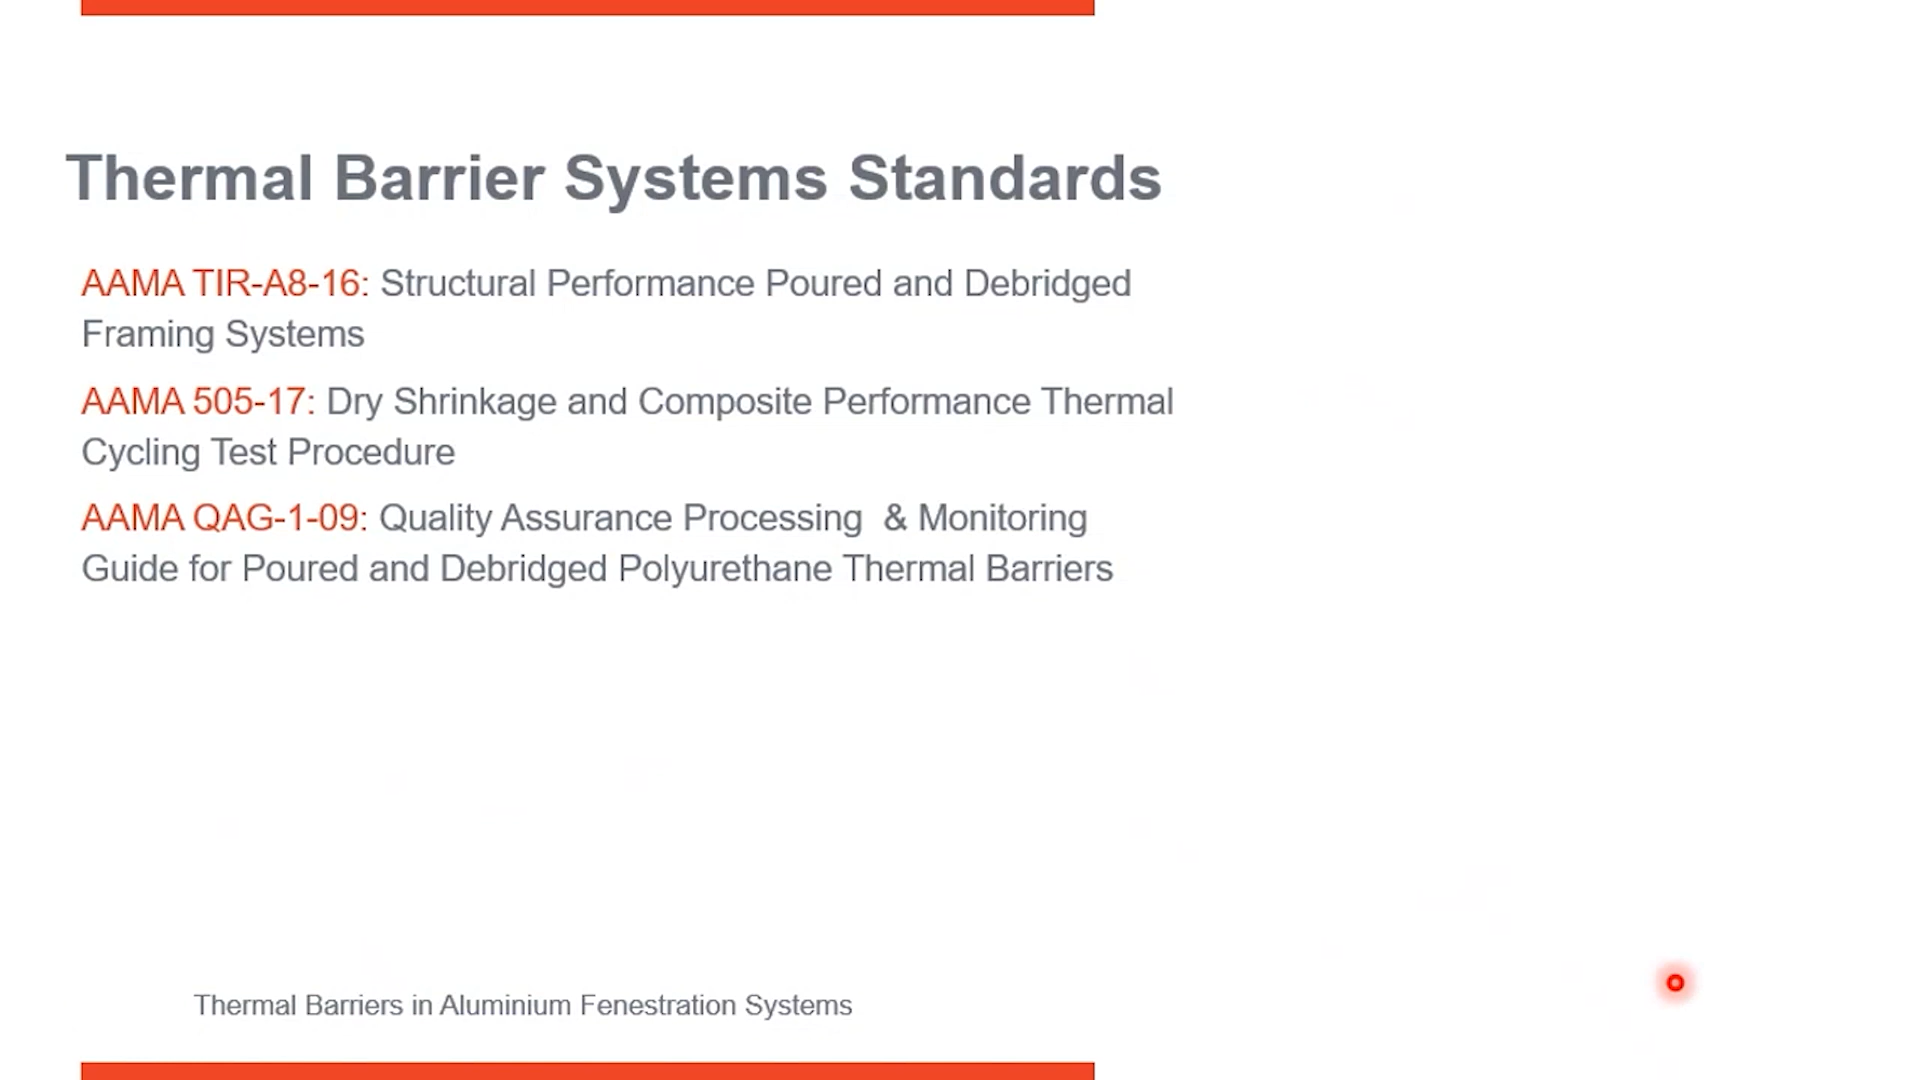 Thermal Barrier Systems Standards
AAMA TIR-A8-16: Structural Performance Poured and Debridged
Framing Systems
AAMA 505-17: Dry Shrinkage and Composite Performance Thermal
Cycling Test Procedure
AAMA QAG-1-09: Quality Assurance Processing  & Monitoring
Guide for Poured and Debridged Polyurethane Thermal Barriers
Thermal Barriers in Aluminium Fenestration Systems